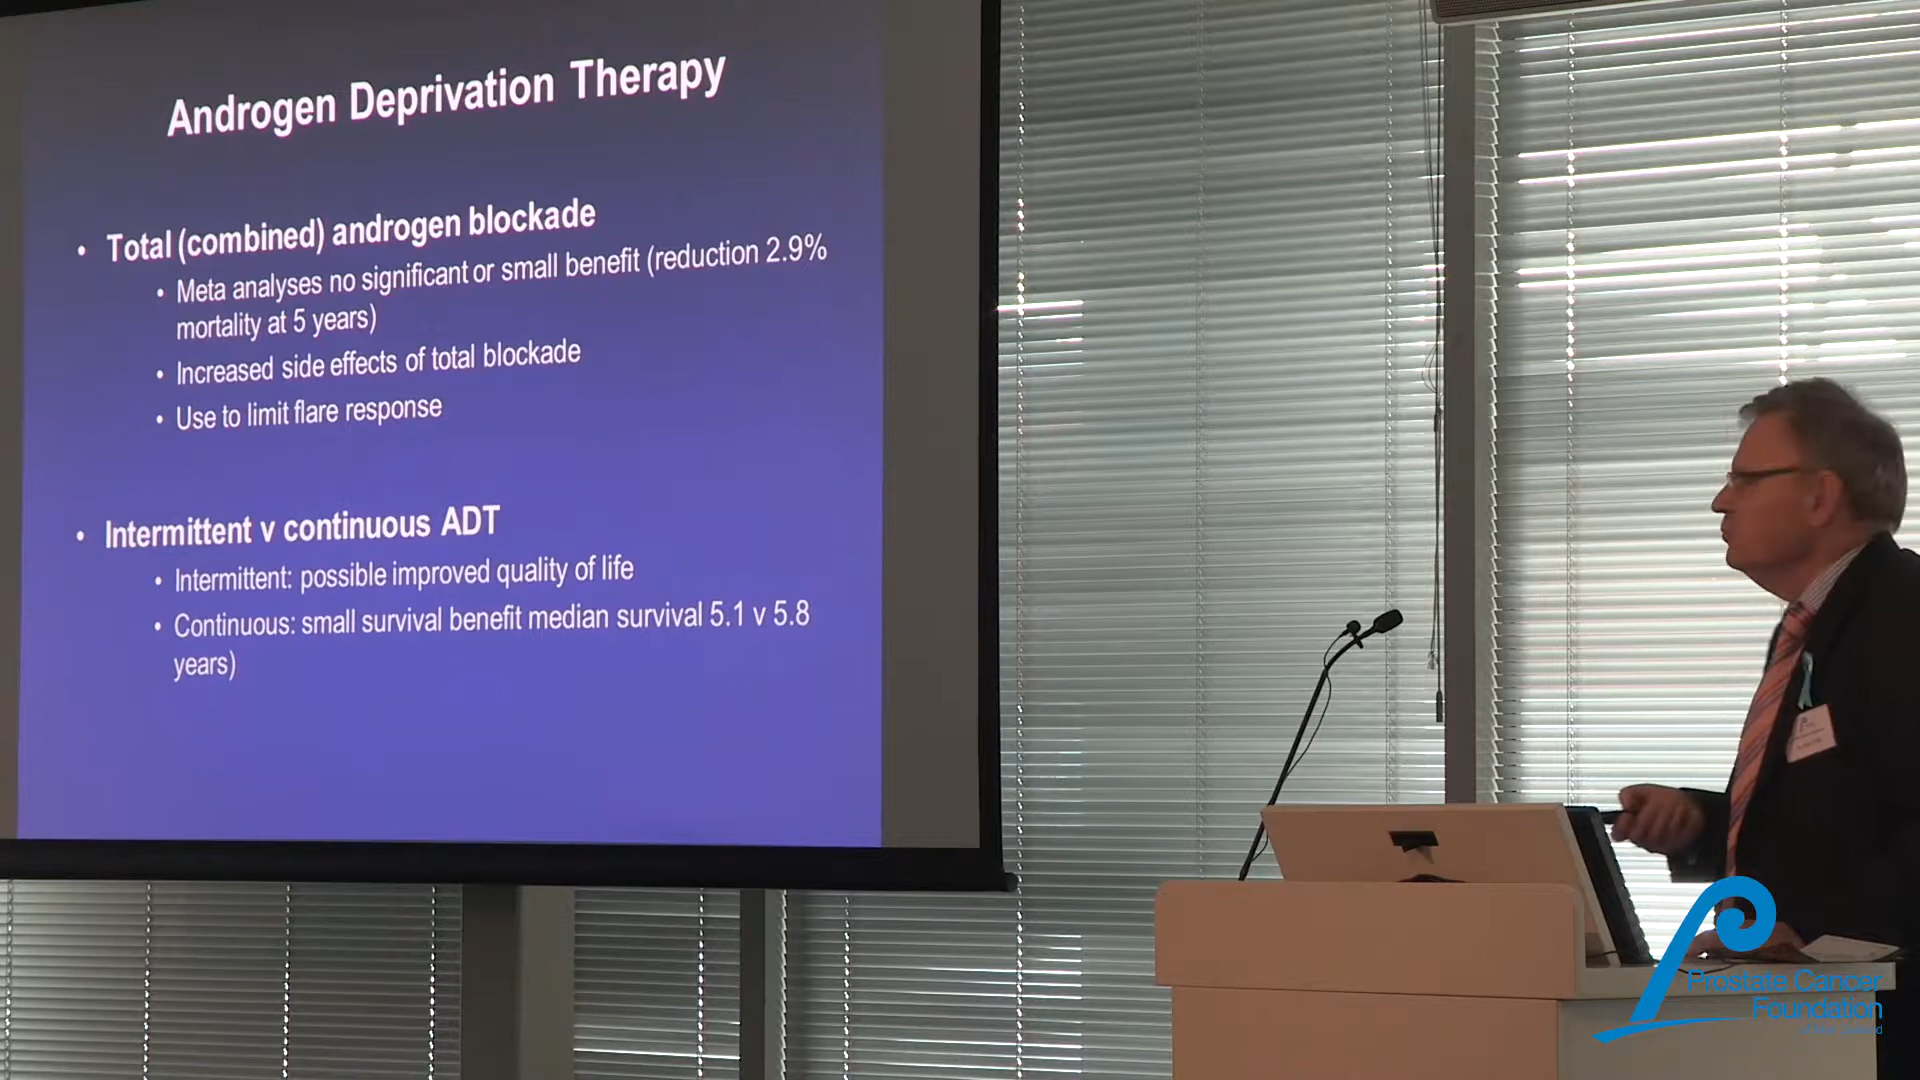 Androgen Deprivation Therapy
• Total (combined) androgen blockade
• Meta analyses no significant or small benefit (reduction 2.9%
mortality at 5 years)
• Increased side effects of total blockade
• Use to limit flare response
• Intermittent v continuous ADT
• Intermittent: possible improved quality of life
• Continuous: small survival benefit median survival 5.1 v 5.8
years)
Prostate Cancer
Foundation